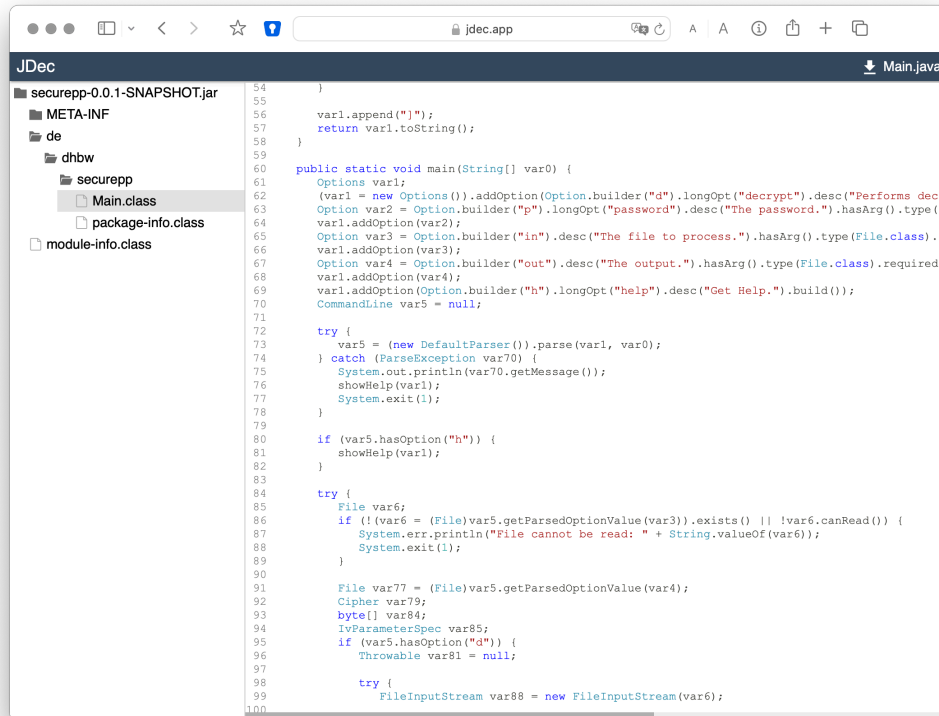 jdec.app
A A
JDec
Main.java
securepp-0.0.1-SNAPSHOT.jar
META-INF
de
dhbw
securepp
Main.class
package-info.class
module-info.class
54 }
55
56 var1.append("]");
57 return var1.toString();
58 }
59
60 public static void main(String[] var0) {
61 Options var1;
62 (var1 = new Options()).addOption(Option.builder("d").longOpt("decrypt").desc("Performs dec
63 Option var2 = Option.builder("p").longOpt("password").desc("The password.").hasArg().type(
64 var1.addOption(var2);
65 Option var3 = Option.builder("in").desc("The file to process.").hasArg().type(File.class).
66 var1.addOption(var3);
67 Option var4 = Option.builder("out").desc("The output.").hasArg().type(File.class).required
68 var1.addOption(var4);
69 var1.addOption(Option.builder("h").longOpt("help").desc("Get Help.").build());
70 CommandLine var5 = null;
71
72 try {
73 var5 = (new DefaultParser()).parse(var1, var0);
74 } catch (ParseException var70) {
75 System.out.println(var70.getMessage());
76 showHelp(var1);
77 System.exit(1);
78 }
79
80 if (var5.hasOption("h")) {
81 showHelp(var1);
82 }
83
84 try {
85 File var6;
86 if (!(var6 = (File)var5.getParsedOptionValue(var3)).exists() || !var6.canRead()) {
87 System.err.println("File cannot be read: " + String.valueOf(var6));
88 System.exit(1);
89 }
90
91 File var77 = (File)var5.getParsedOptionValue(var4);
92 Cipher var79;
93 byte[] var84;
94 IvParameterSpec var85;
95 if (var5.hasOption("d")) {
96 Throwable var81 = null;
97
98 try {
99 FileInputStream var88 = new FileInputStream(var6);
100